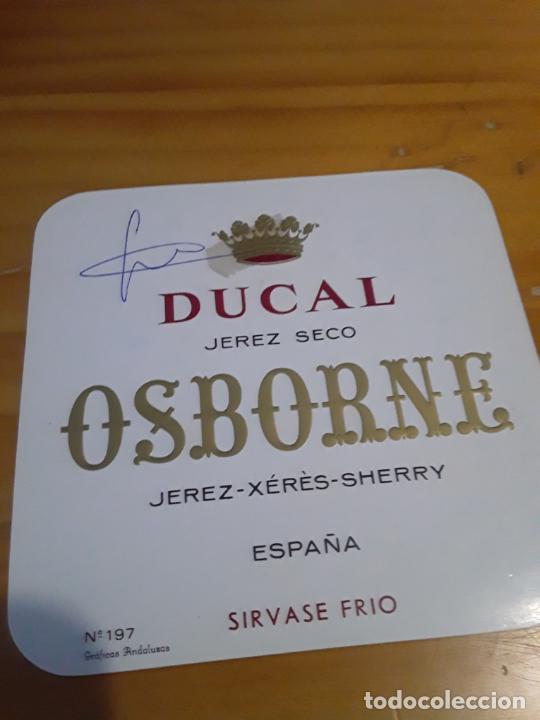 DUCAL
JEREZ SECO
OSBORNE
JEREZ-XÉRÈS-SHERRY
ESPAÑA
SIRVASE FRIO
Nº 197
Gráficas Andaluzas
todocoleccion